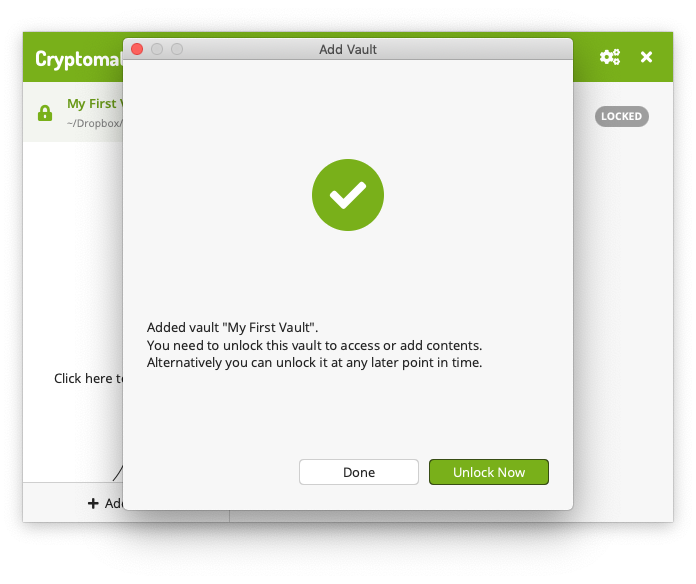 Add Vault
Cryptomat
My First V
~/Dropbox/
LOCKED
Added vault "My First Vault".
You need to unlock this vault to access or add contents.
Alternatively you can unlock it at any later point in time.
Click here to
Done
Unlock Now
Add